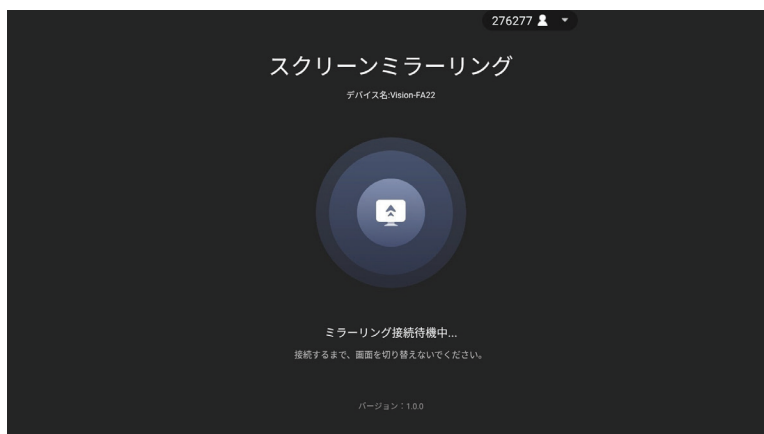 276277
スクリーンミラーリング
デバイス名:Vision-FA22
ミラーリング接続待機中...
接続するまで、画面を切り替えないでください。
バージョン：1.0.0